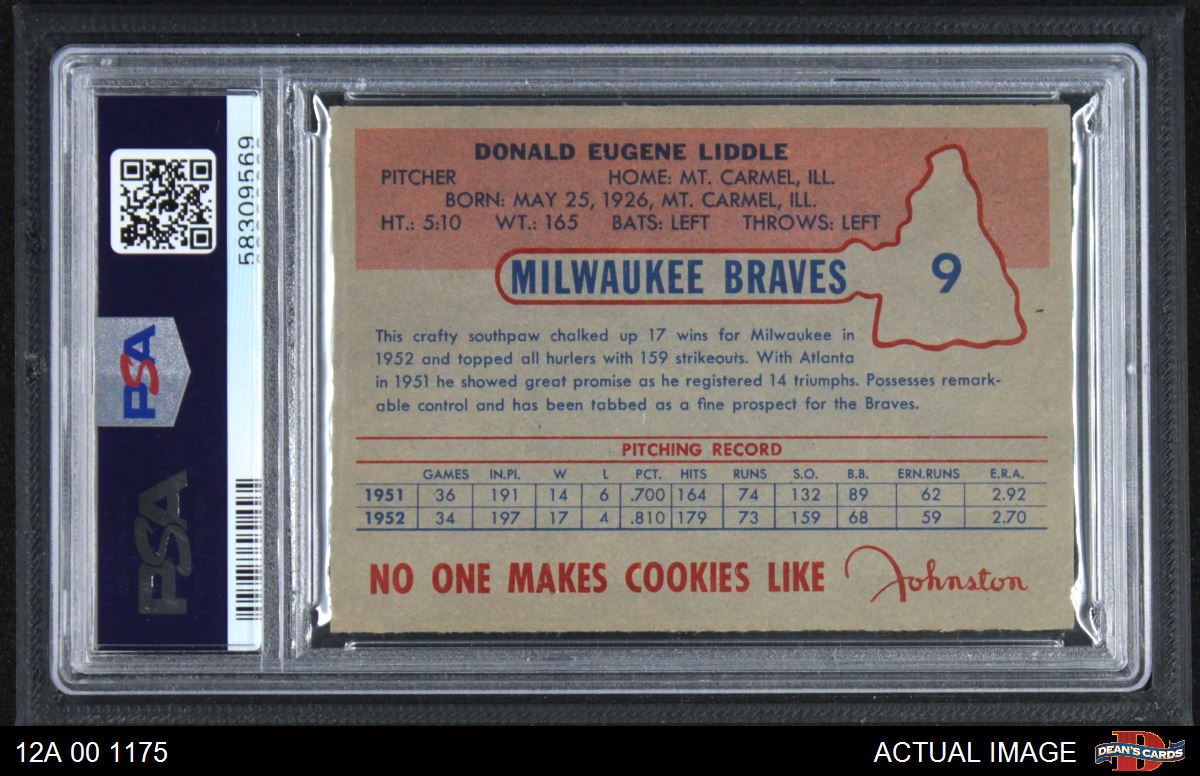 DONALD EUGENE LIDDLE
PITCHER HOME: MT. CARMEL, ILL.
BORN: MAY 25, 1926, MT. CARMEL, ILL.
HT.: 5:10 WT.: 165 BATS: LEFT THROWS: LEFT
MILWAUKEE BRAVES 9
This crafty southpaw chalked up 17 wins for Milwaukee in
1952 and topped all hurlers with 159 strikeouts. With Atlanta
in 1951 he showed great promise as he registered 14 triumphs. Possesses remark-
able control and has been tabbed as a fine prospect for the Braves.
PITCHING RECORD
GAMES IN.PI. W L PCT. HITS RUNS S.O. B.B. ERN.RUNS E.R.A.
1951 36 191 14 6 .700 164 74 132 89 62 2.92
1952 34 197 17 4 .810 179 73 159 68 59 2.70
NO ONE MAKES COOKIES LIKE Johnston
58309569
PSA
PSA
12A 00 1175 ACTUAL IMAGE DEAN'S CARDS